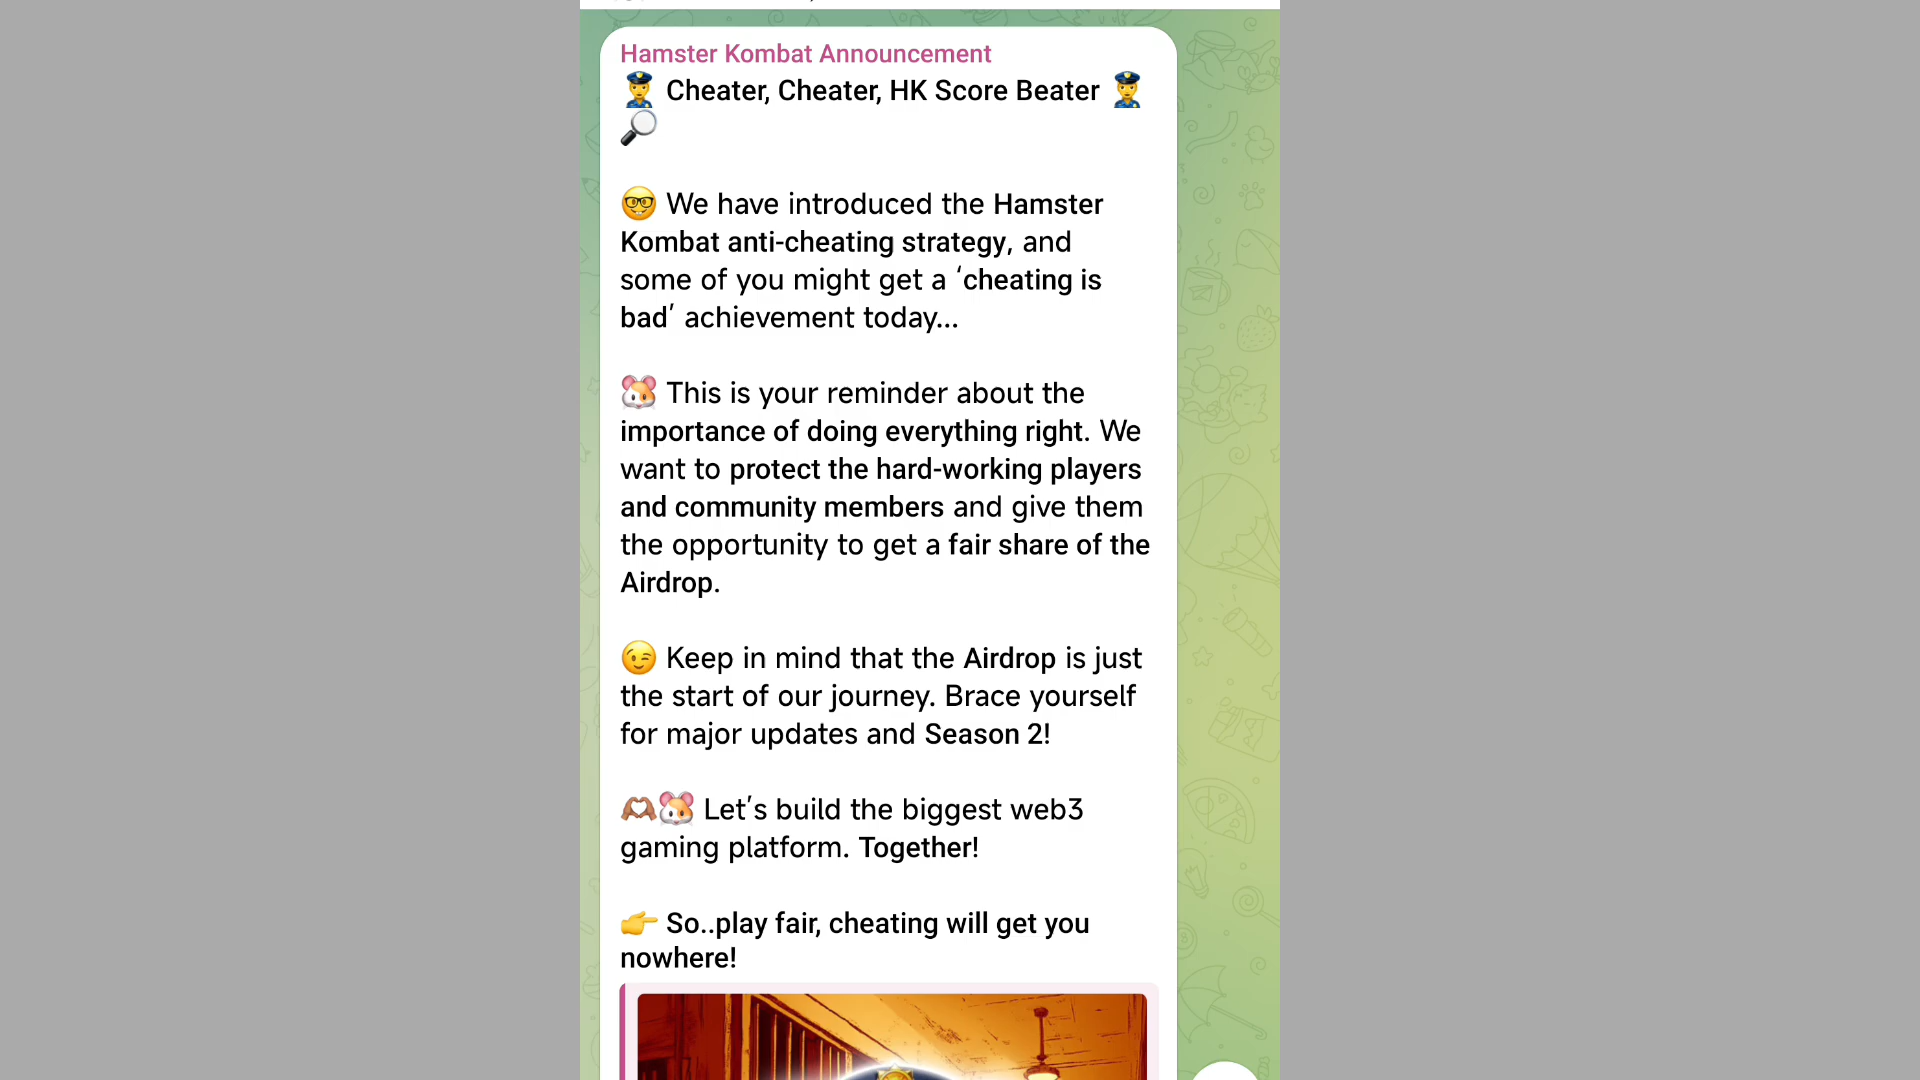 Hamster Kombat Announcement
👮 Cheater, Cheater, HK Score Beater 👮
🔎
🤓 We have introduced the Hamster
Kombat anti-cheating strategy, and
some of you might get a ‘cheating is
bad’ achievement today...
🐹 This is your reminder about the
importance of doing everything right. We
want to protect the hard-working players
and community members and give them
the opportunity to get a fair share of the
Airdrop.
😉 Keep in mind that the Airdrop is just
the start of our journey. Brace yourself
for major updates and Season 2!
🫶🏽🐹 Let’s build the biggest web3
gaming platform. Together!
👉 So..play fair, cheating will get you
nowhere!